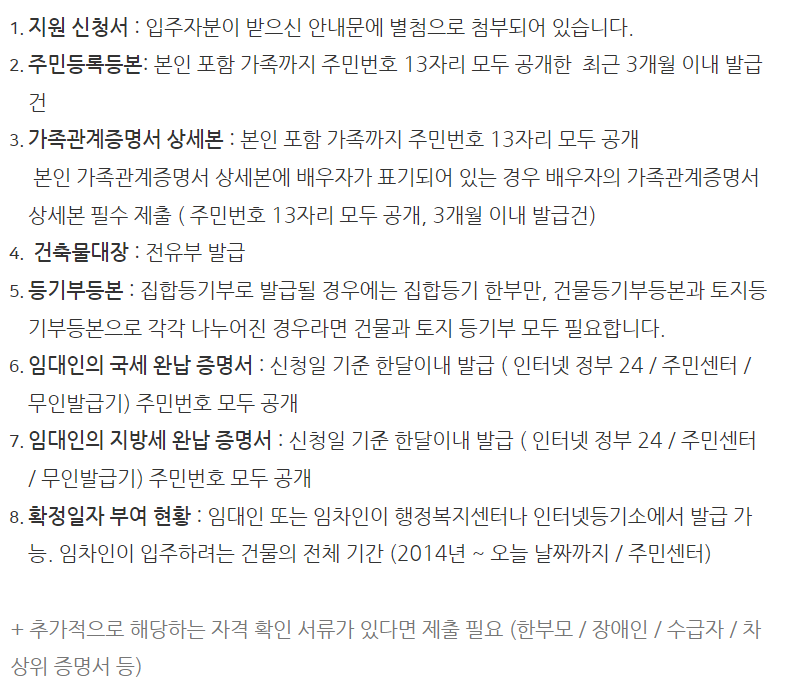 1. 지원 신청서 : 입주자분이 받으신 안내문에 별첨으로 첨부되어 있습니다.
2. 주민등록등본: 본인 포함 가족까지 주민번호 13자리 모두 공개한 최근 3개월 이내 발급
건
3. 가족관계증명서 상세본 : 본인 포함 가족까지 주민번호 13자리 모두 공개
본인 가족관계증명서 상세본에 배우자가 표기되어 있는 경우 배우자의 가족관계증명서
상세본 필수 제출 ( 주민번호 13자리 모두 공개, 3개월 이내 발급건)
4. 건축물대장 : 전유부 발급
5. 등기부등본 : 집합등기부로 발급될 경우에는 집합등기 한부만, 건물등기부등본과 토지등
기부등본으로 각각 나누어진 경우라면 건물과 토지 등기부 모두 필요합니다.
6. 임대인의 국세 완납 증명서 : 신청일 기준 한달이내 발급 ( 인터넷 정부 24 / 주민센터 /
무인발급기) 주민번호 모두 공개
7. 임대인의 지방세 완납 증명서 : 신청일 기준 한달이내 발급 ( 인터넷 정부 24 / 주민센터
/ 무인발급기) 주민번호 모두 공개
8. 확정일자 부여 현황 : 임대인 또는 임차인이 행정복지센터나 인터넷등기소에서 발급 가
능. 임차인이 입주하려는 건물의 전체 기간 (2014년 ~ 오늘 날짜까지 / 주민센터)
+ 추가적으로 해당하는 자격 확인 서류가 있다면 제출 필요 (한부모 / 장애인 / 수급자 / 차
상위 증명서 등)